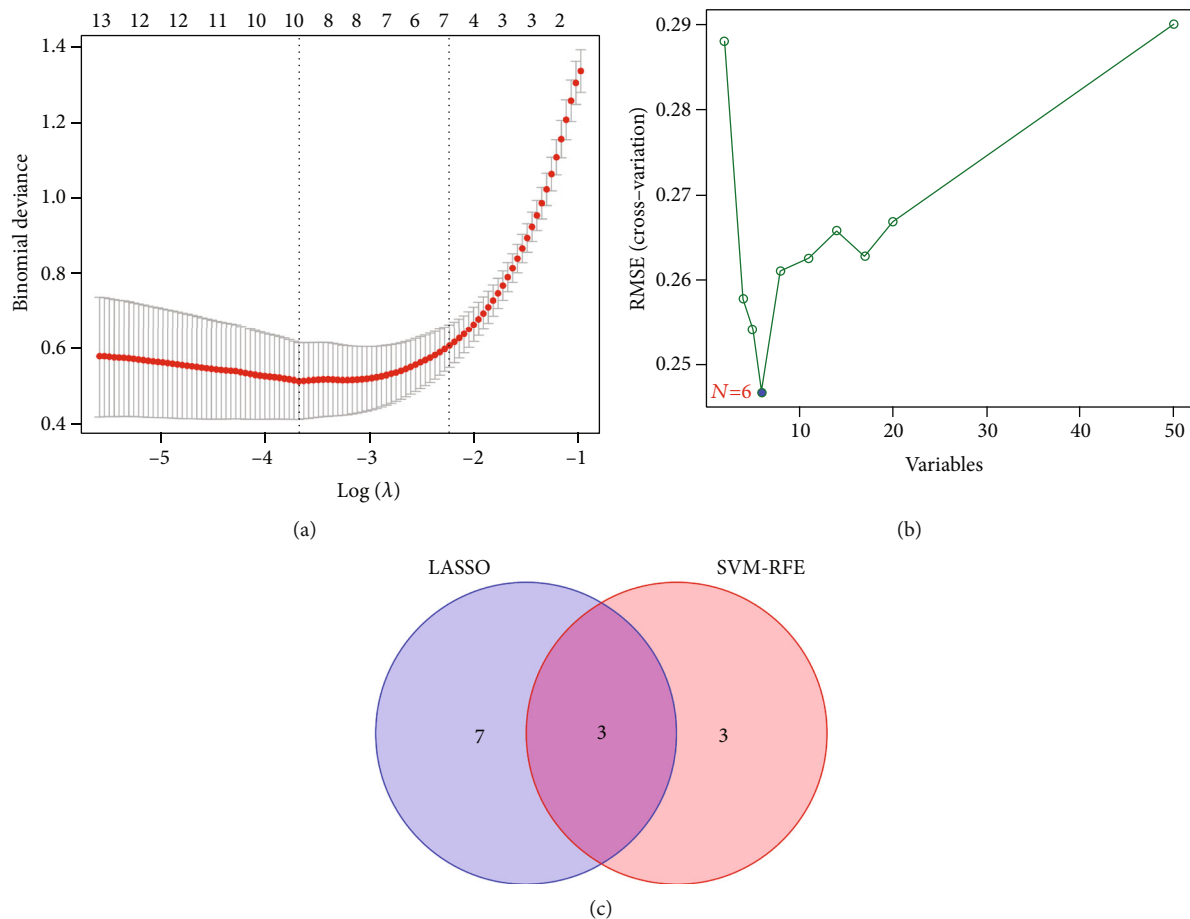 13 12 12 11 10 10 8 8 7 6 7 4 3 3 2
1.4
1.2
1.0
0.8
0.6
0.4
Binomial deviance
–5 –4 –3 –2 –1
Log (λ)
(a)
0.29
0.28
0.27
0.26
0.25
RMSE (cross–variation)
N=6
10 20 30 40 50
Variables
(b)
LASSO SVM-RFE
7 3 3
(c)